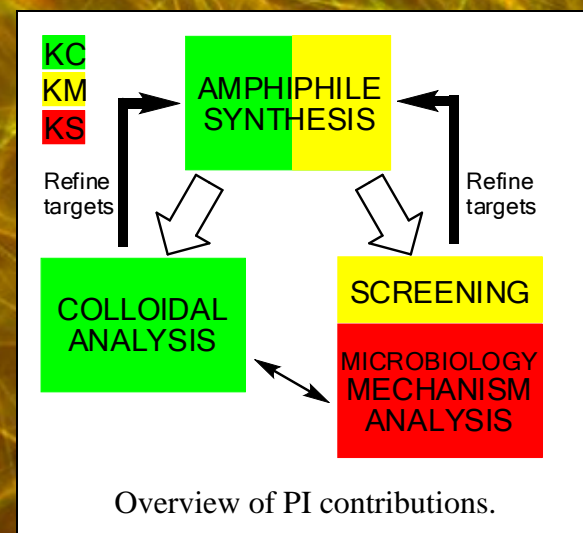 KC
KM
KS
AMPHIPHILE
SYNTHESIS
Refine
targets
Refine
targets
COLLOIDAL
ANALYSIS
SCREENING
MICROBIOLOGY
MECHANISM
ANALYSIS
Overview of PI contributions.